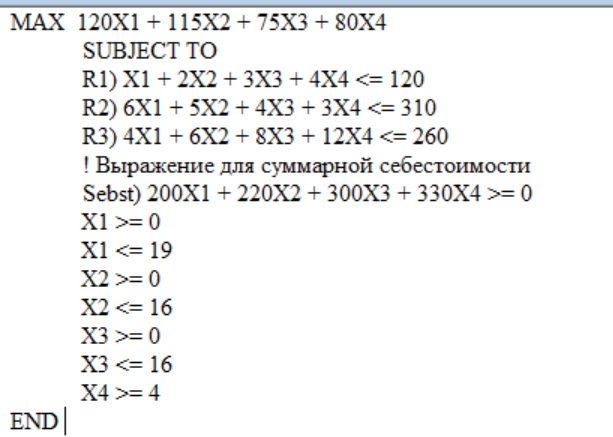 MAX 120X1 + 115X2 + 75X3 + 80X4
SUBJECT TO
R1) X1 + 2X2 + 3X3 + 4X4 <= 120
R2) 6X1 + 5X2 + 4X3 + 3X4 <= 310
R3) 4X1 + 6X2 + 8X3 + 12X4 <= 260
! Выражение для суммарной себестоимости
Sebst) 200X1 + 220X2 + 300X3 + 330X4 >= 0
X1 >= 0
X1 <= 19
X2 >= 0
X2 <= 16
X3 >= 0
X3 <= 16
X4 >= 4
END